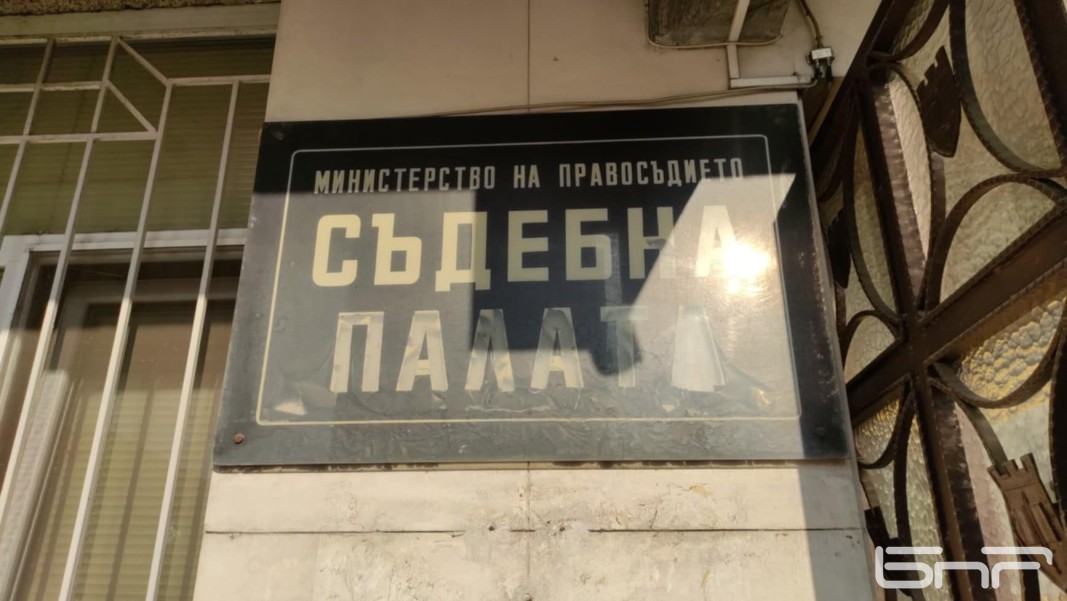 МИНИСТЕРСТВО НА ПРАВОСЪДИЕТО
СЪДЕБНА
ПАЛАТА
БНР